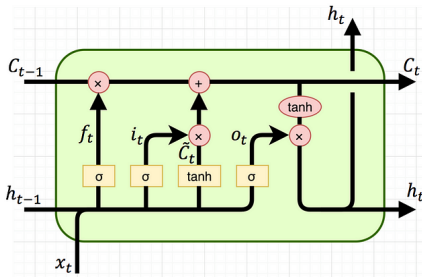 h_t
C_{t-1}
×
+
C_t
tanh
f_t
i_t
×
o_t
×
C̃_t
σ
σ
tanh
σ
h_{t-1}
h_t
x_t